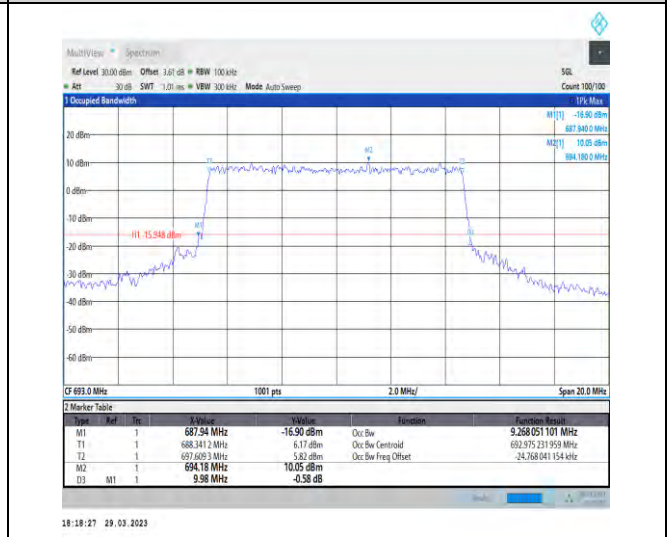 MultiView Spectrum
Ref Level 30.00 dBm Offset 3.61 dB RBW 100 kHz SGL
Att 30 dB SWT 1.01 ms VBW 300 kHz Mode Auto Sweep Count 100/100
1 Occupied Bandwidth 1Pk Max
M1[1] -16.90 dBm
687.940 0 MHz
M2[1] 10.05 dBm
694.180 0 MHz
20 dBm
M2
T1
10 dBm
0 dBm
-10 dBm
M1
H1 -15.948 dBm
-20 dBm
-30 dBm
-40 dBm
-50 dBm
-60 dBm
CF 693.0 MHz 1001 pts 2.0 MHz/ Span 20.0 MHz
2 Marker Table
Type Ref Trc X-Value Y-Value Function Function Result
M1 1 687.94 MHz -16.90 dBm Occ Bw 9.268 051 101 MHz
T1 1 688.341 2 MHz 6.17 dBm Occ Bw Centroid 692.975 231 959 MHz
T2 1 697.609 3 MHz 5.82 dBm Occ Bw Freq Offset -24.768 041 154 kHz
M2 1 694.18 MHz 10.05 dBm
D3 M1 1 9.98 MHz -0.58 dB
18:18:27 29.03.2023